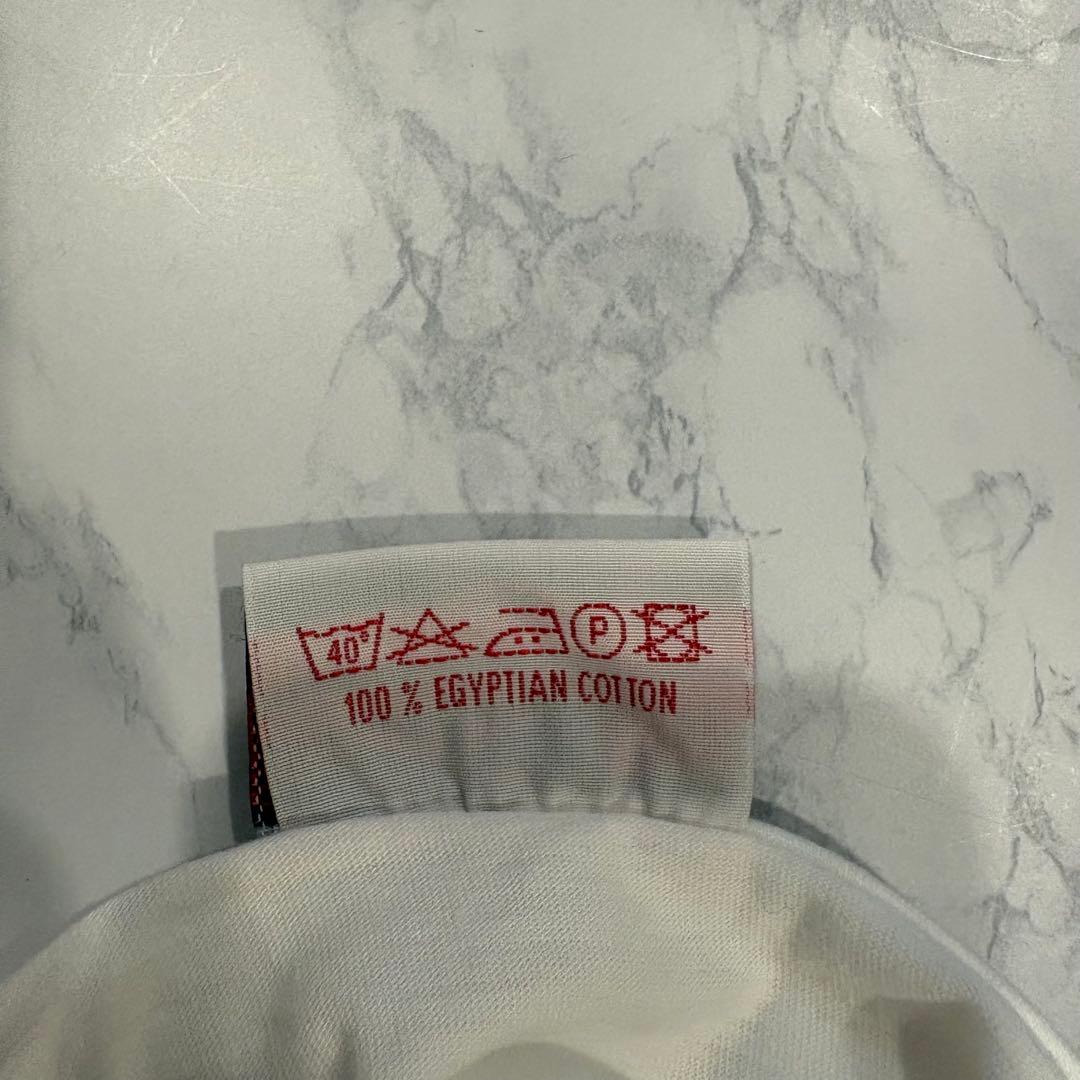 40° P
100 % EGYPTIAN COTTON